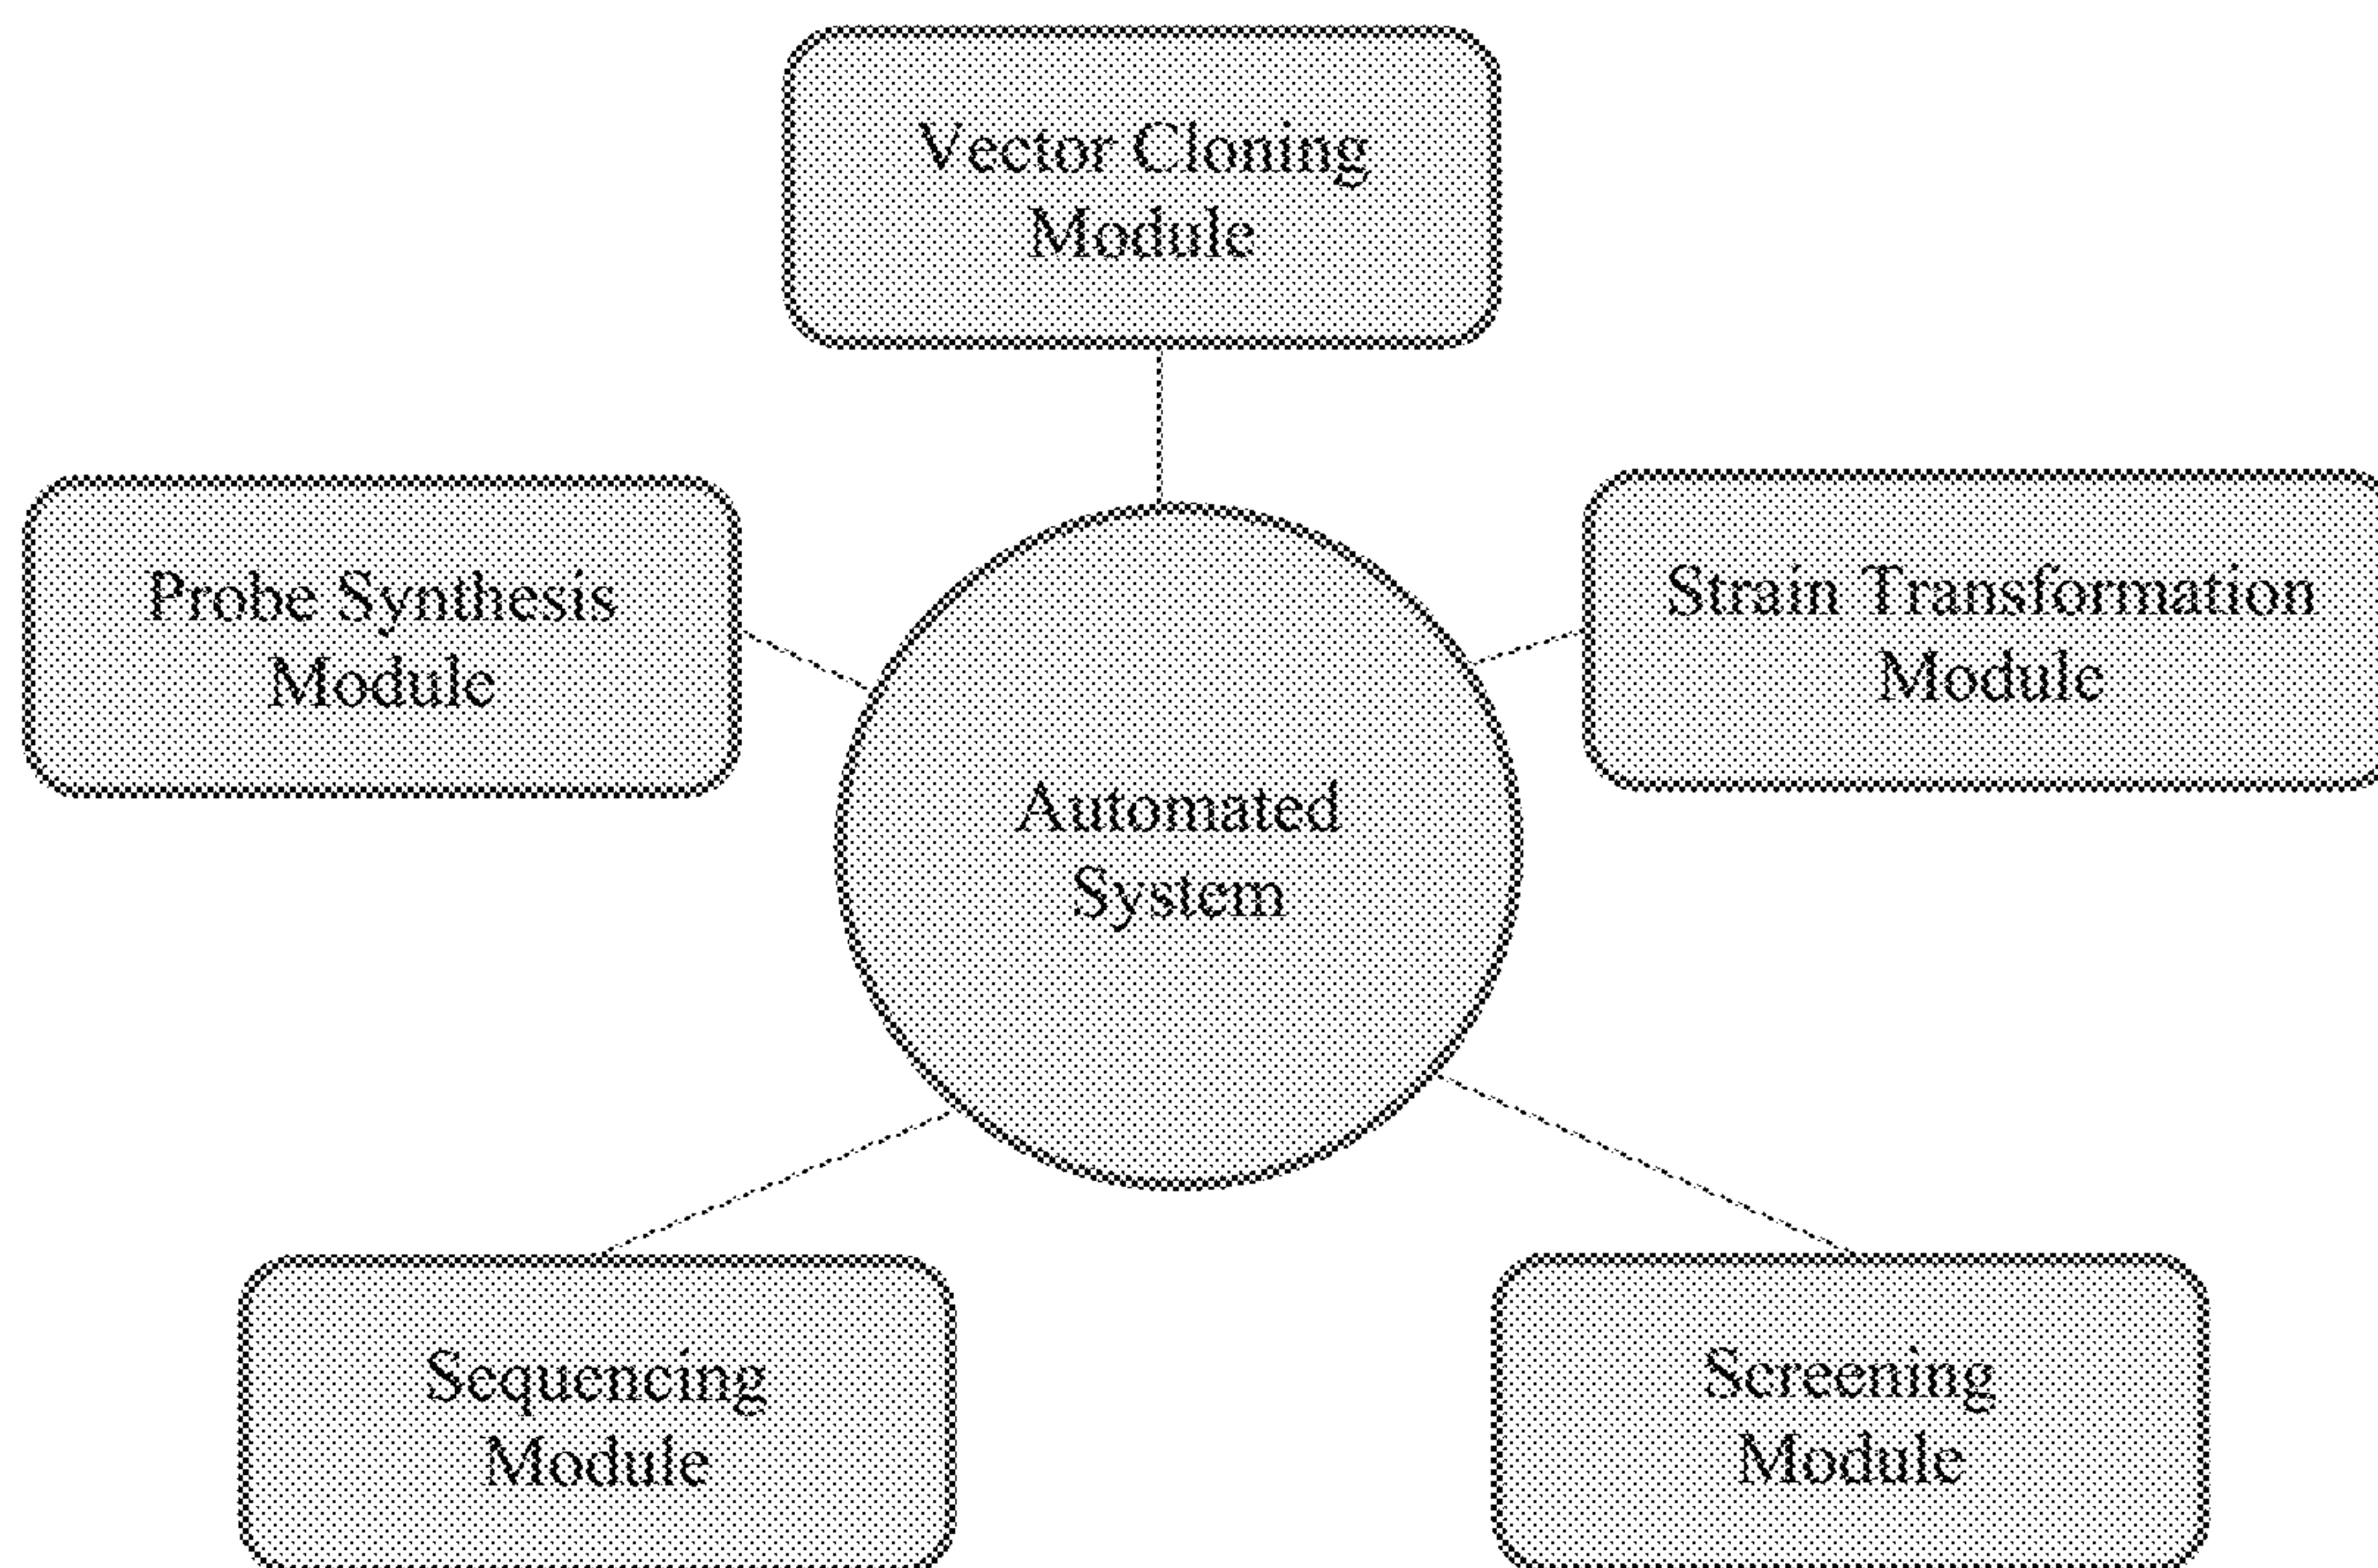 Vector Cloning
Module
Probe Synthesis
Module
Strain Transformation
Module
Automated
System
Sequencing
Module
Screening
Module